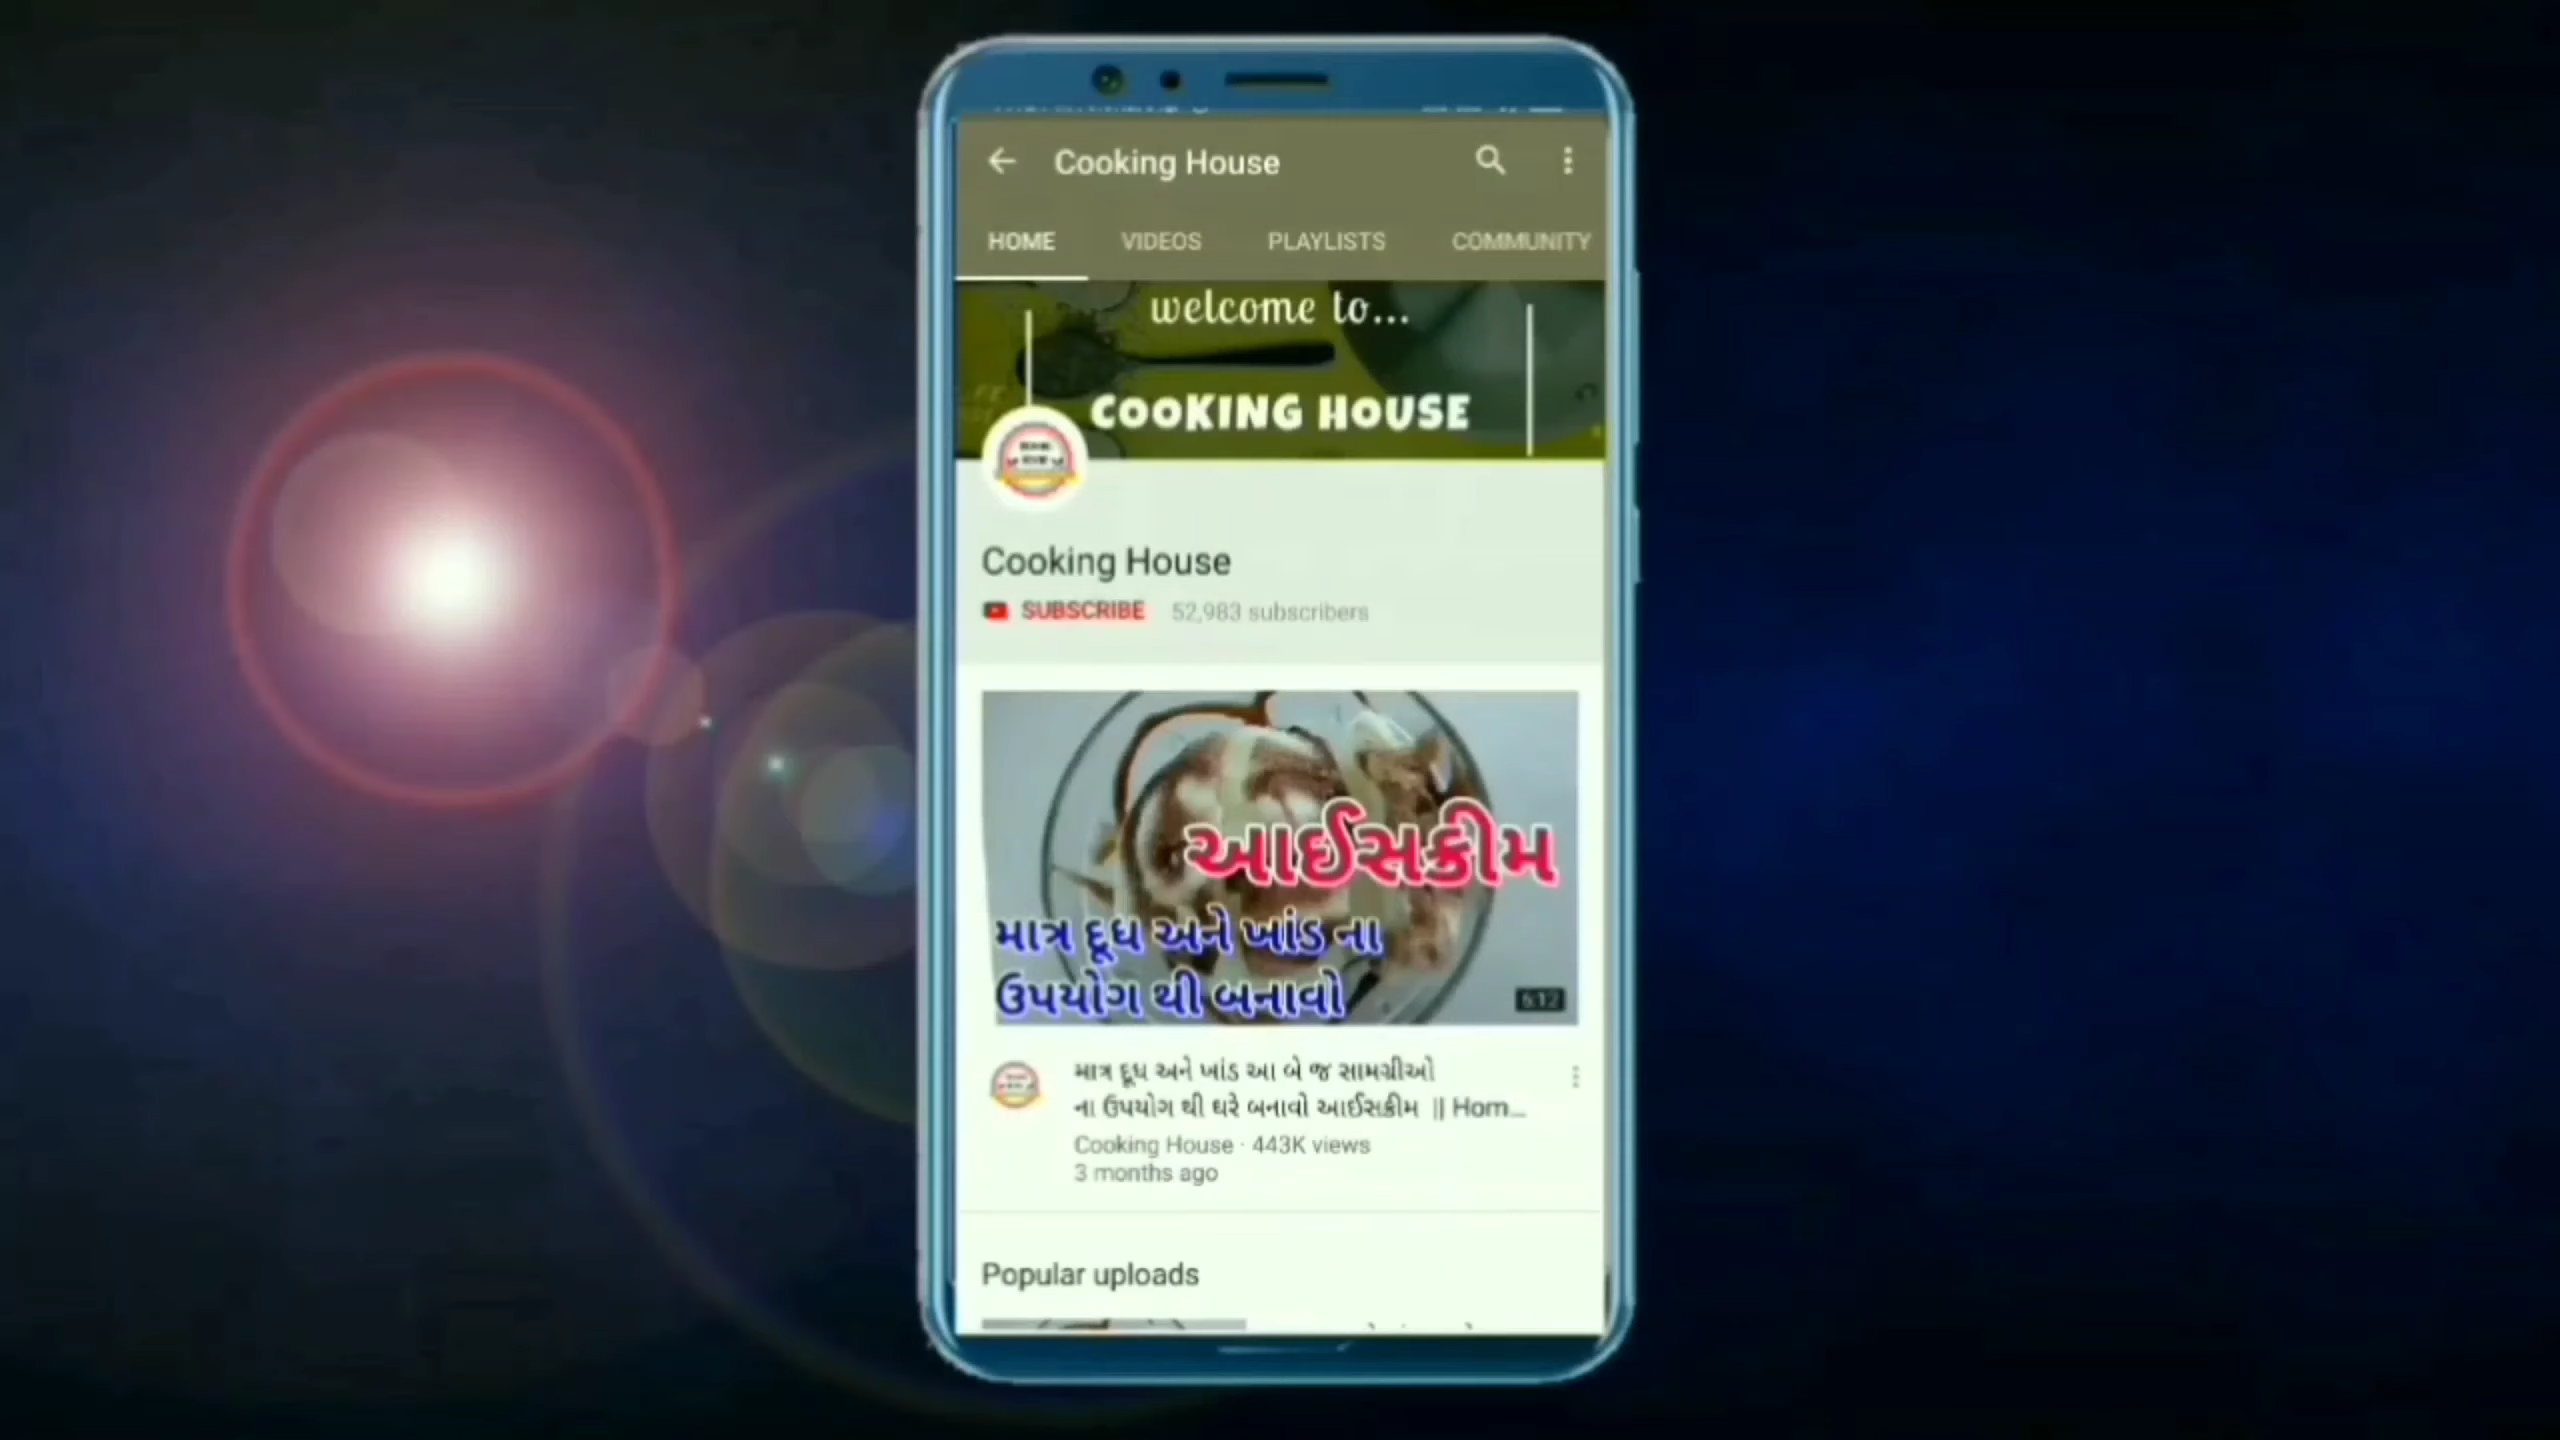 Cooking House
HOME VIDEOS PLAYLISTS COMMUNITY
welcome to...
COOKING HOUSE
Cooking House
SUBSCRIBE 52,983 subscribers
આઈસક્રીમ
માત્ર દૂધ અને ખાંડ ના
ઉપયોગ થી બનાવો
6:12
માત્ર દૂધ અને ખાંડ આ બે જ સામગ્રીઓ
ના ઉપયોગ થી ઘરે બનાવો આઈસક્રીમ || Hom...
Cooking House · 443K views
3 months ago
Popular uploads